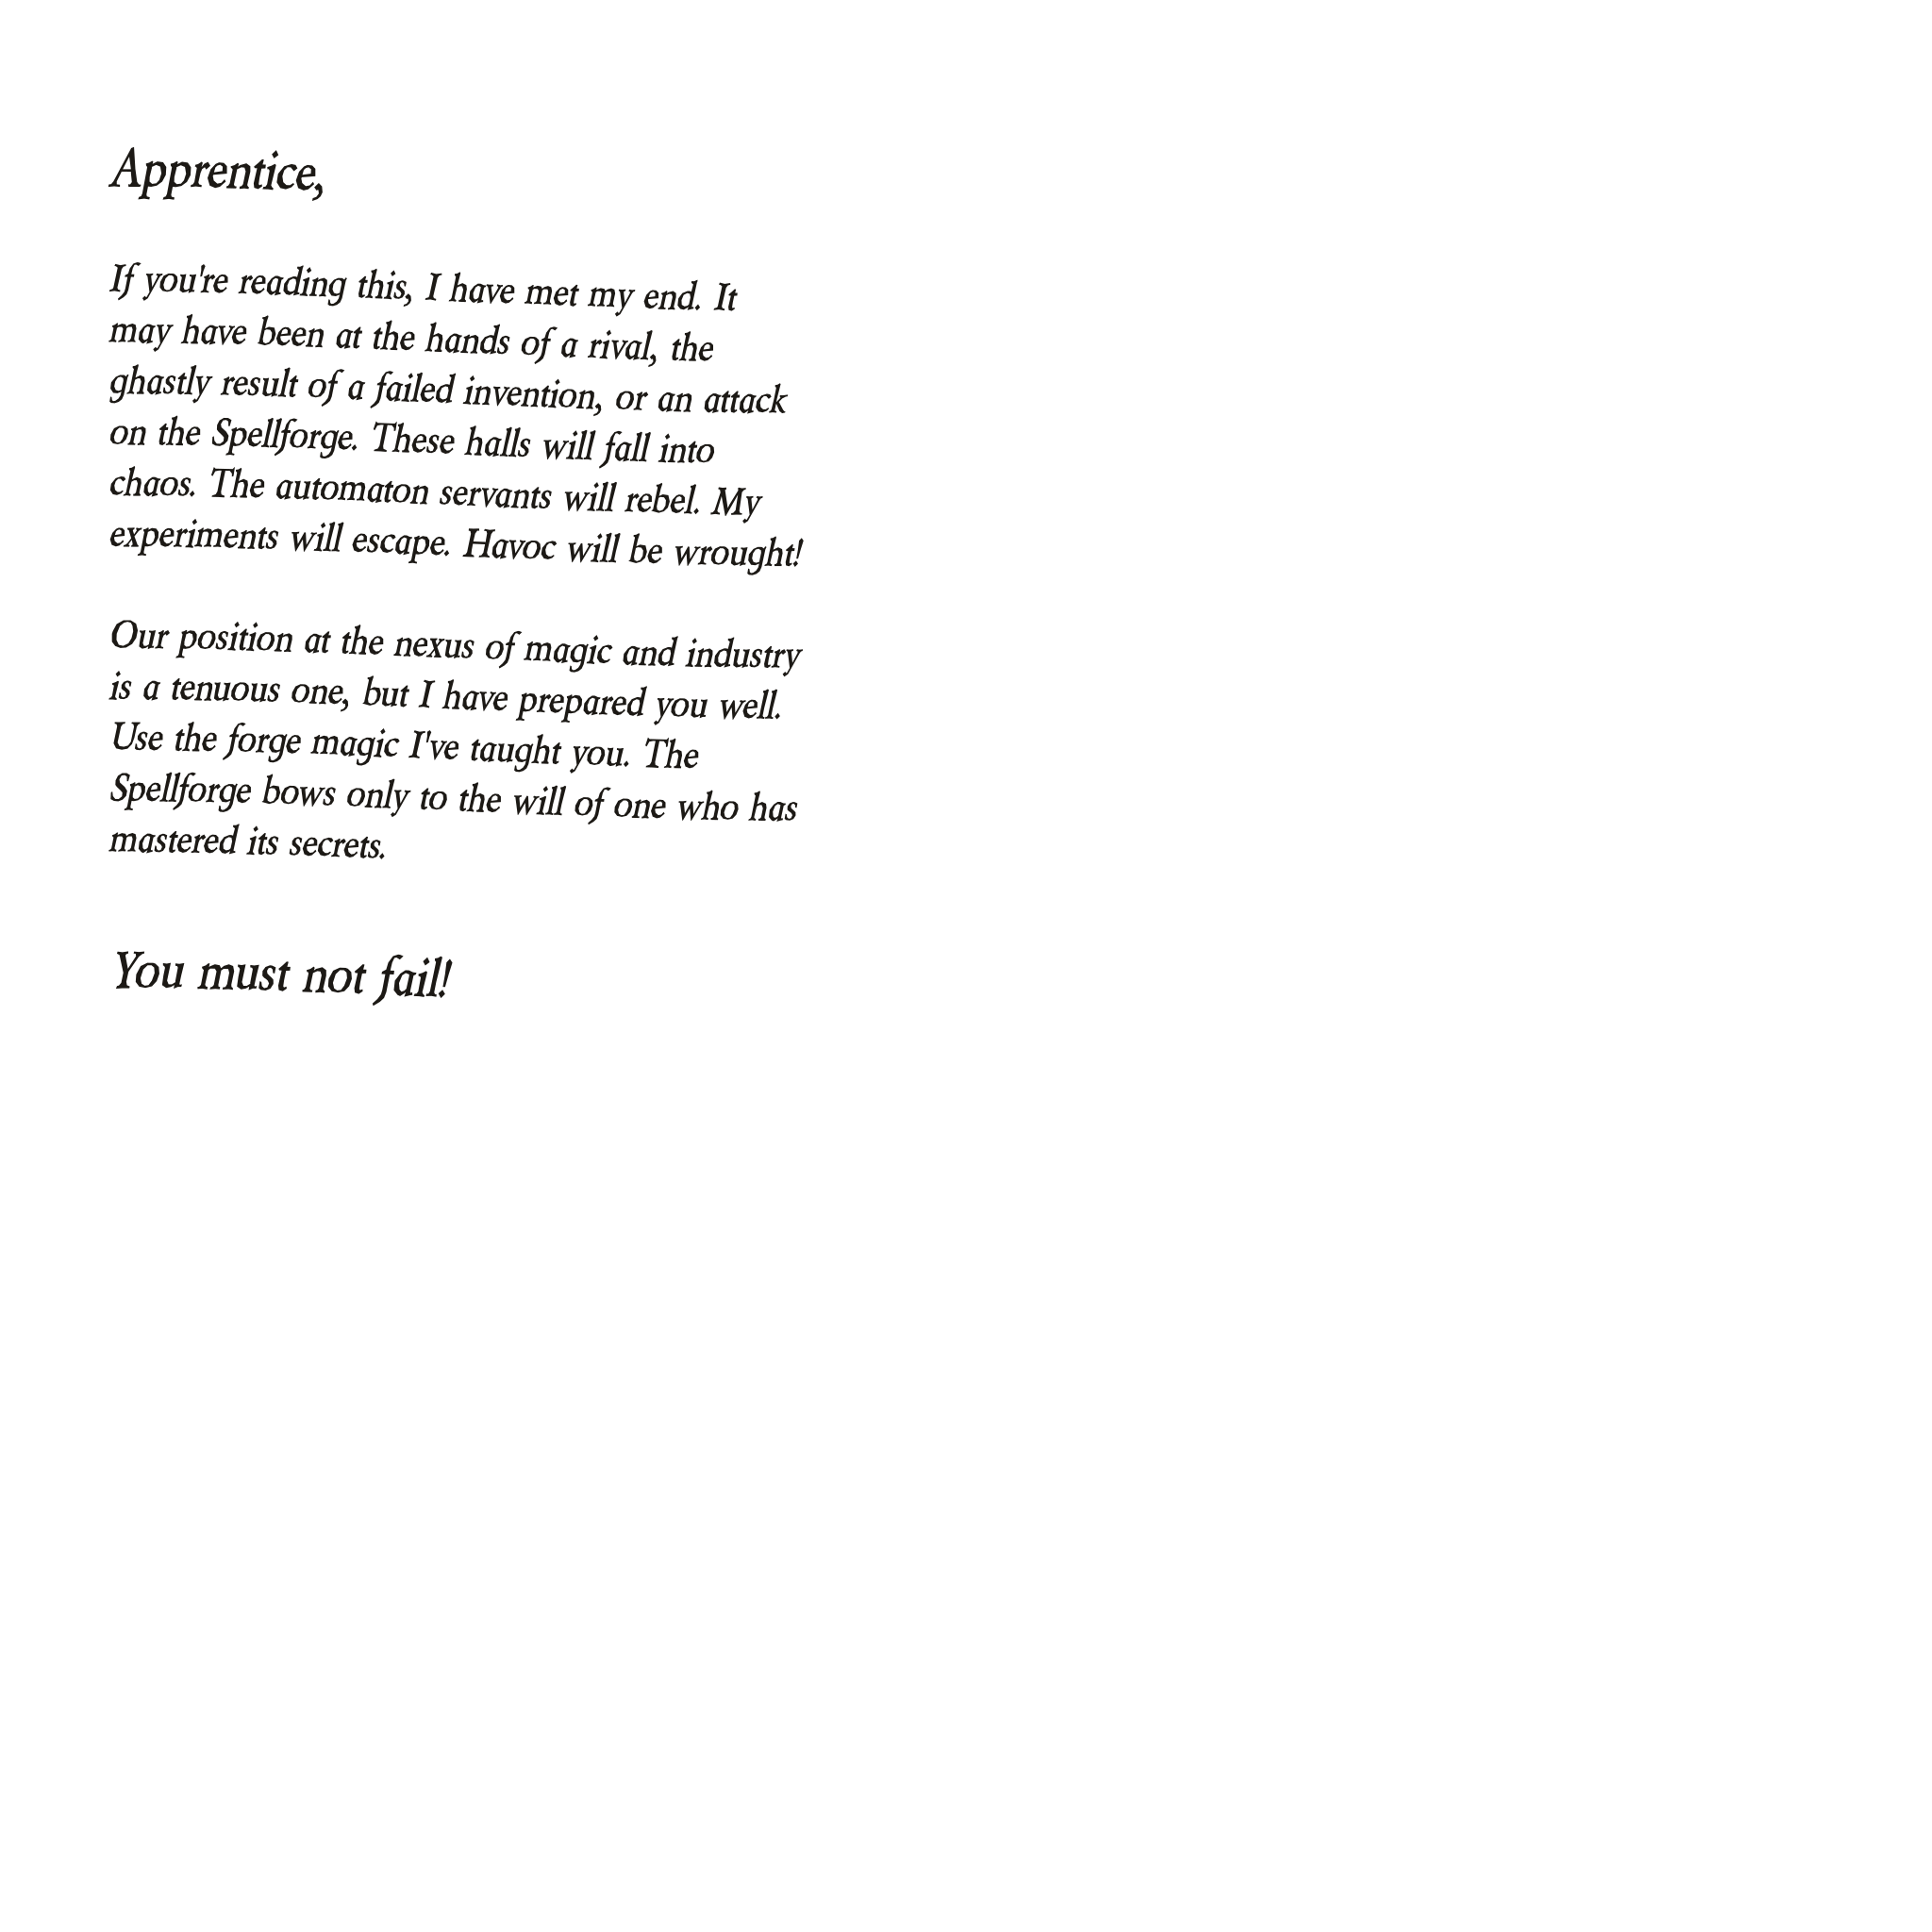 Apprentice,
If you're reading this, I have met my end. It
may have been at the hands of a rival, the
ghastly result of a failed invention, or an attack
on the Spellforge. These halls will fall into
chaos. The automaton servants will rebel. My
experiments will escape. Havoc will be wrought!
Our position at the nexus of magic and industry
is a tenuous one, but I have prepared you well.
Use the forge magic I've taught you. The
Spellforge bows only to the will of one who has
mastered its secrets.
You must not fail!